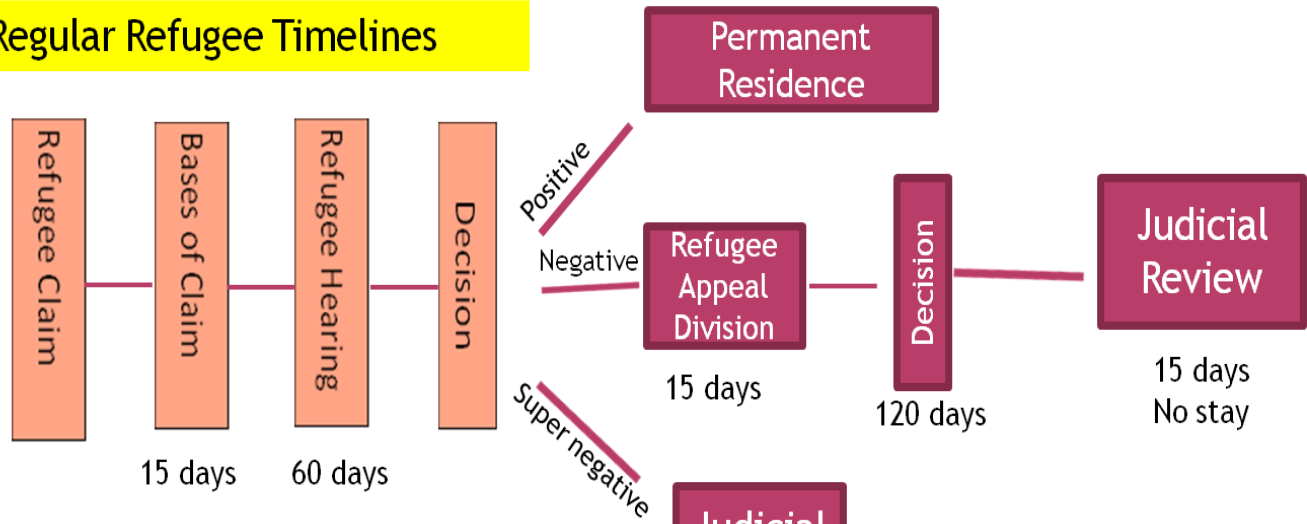 Regular Refugee Timelines
Permanent
Residence
Refugee Claim
Bases of Claim
Refugee Hearing
Decision
Positive
Negative
Super negative
Refugee
Appeal
Division
15 days
Decision
120 days
Judicial
Review
15 days
No stay
15 days
60 days
Judicial